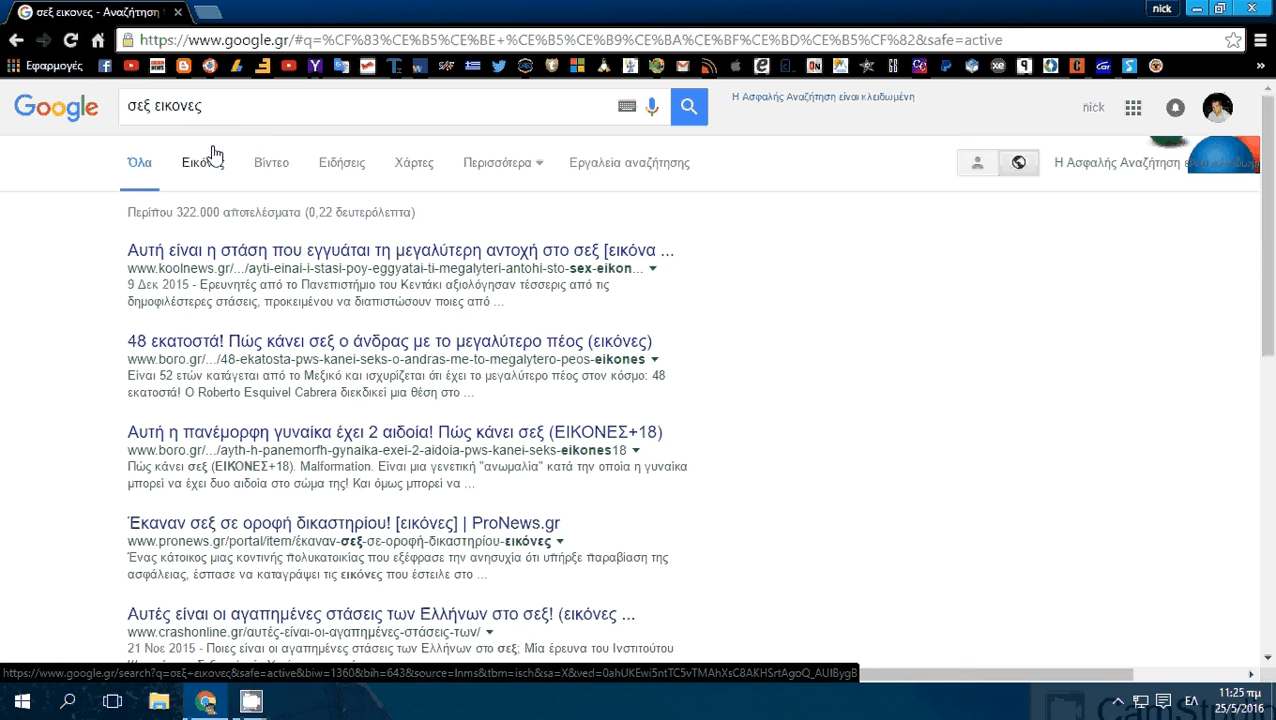 σεξ εικονες - Αναζήτηση
nick
https://www.google.gr/#q=%CF%83%CE%B5%CE%BE+%CE%B5%CE%B9%CE%BA%CE%BF%CE%BD%CE%B5%CF%82&safe=active
Εφαρμογές
Google
σεξ εικονες
Η Ασφαλής Αναζήτηση είναι κλειδωμένη
nick
Όλα Εικόνες Βίντεο Ειδήσεις Χάρτες Περισσότερα Εργαλεία αναζήτησης
Η Ασφαλής Αναζήτηση
Περίπου 322.000 αποτελέσματα (0,22 δευτερόλεπτα)
Αυτή είναι η στάση που εγγυάται τη μεγαλύτερη αντοχή στο σεξ [εικόνα ...
www.koolnews.gr/.../ayti-einai-i-stasi-poy-eggyatai-ti-megalyteri-antohi-sto-sex-eikon...
9 Δεκ 2015 - Ερευνητές από το Πανεπιστήμιο του Κεντάκι αξιολόγησαν τέσσερις από τις
δημοφιλέστερες στάσεις, προκειμένου να διαπιστώσουν ποιες από ...
48 εκατοστά! Πώς κάνει σεξ ο άνδρας με το μεγαλύτερο πέος (εικόνες)
www.boro.gr/.../48-ekatosta-pws-kanei-seks-o-andras-me-to-megalytero-peos-eikones
Είναι 52 ετών κατάγεται από το Μεξικό και ισχυρίζεται ότι έχει το μεγαλύτερο πέος στον κόσμο: 48
εκατοστά! Ο Roberto Esquivel Cabrera διεκδικεί μια θέση στο ...
Αυτή η πανέμορφη γυναίκα έχει 2 αιδοία! Πώς κάνει σεξ (ΕΙΚΟΝΕΣ+18)
www.boro.gr/.../ayth-h-panemorfh-gynaika-exei-2-aidoia-pws-kanei-seks-eikones18
Πώς κάνει σεξ (ΕΙΚΟΝΕΣ+18). Malformation. Είναι μια γενετική "ανωμαλία" κατά την οποία η γυναίκα
μπορεί να έχει δυο αιδοία στο σώμα της! Και όμως μπορεί να ...
Έκαναν σεξ σε οροφή δικαστηρίου! [εικόνες] | ProNews.gr
www.pronews.gr/portal/item/έκαναν-σεξ-σε-οροφή-δικαστηρίου-εικόνες
Ένας κάτοικος μιας κοντινής πολυκατοικίας που εξέφρασε την ανησυχία ότι υπήρξε παραβίαση της
ασφάλειας, έσπασε να καταγράψει τις εικόνες που έστειλε στο ...
Αυτές είναι οι αγαπημένες στάσεις των Ελλήνων στο σεξ! (εικόνες ...
www.crashonline.gr/αυτές-είναι-οι-αγαπημένες-στάσεις-των/
21 Νοε 2015 - Ποιες είναι οι αγαπημένες στάσεις των Ελλήνων στο σεξ; Μία έρευνα του Ινστιτούτου
ΕΛ
11:25 πμ
25/5/2016